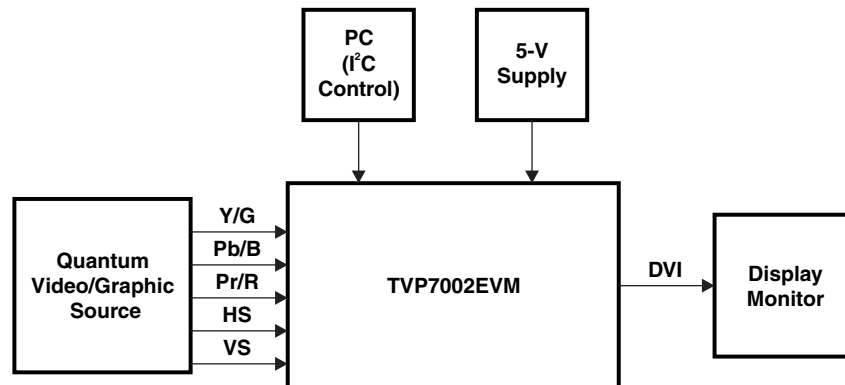 PC
(I²C
Control)
5-V
Supply
Quantum
Video/Graphic
Source
Y/G
Pb/B
Pr/R
HS
VS
TVP7002EVM
DVI
Display
Monitor